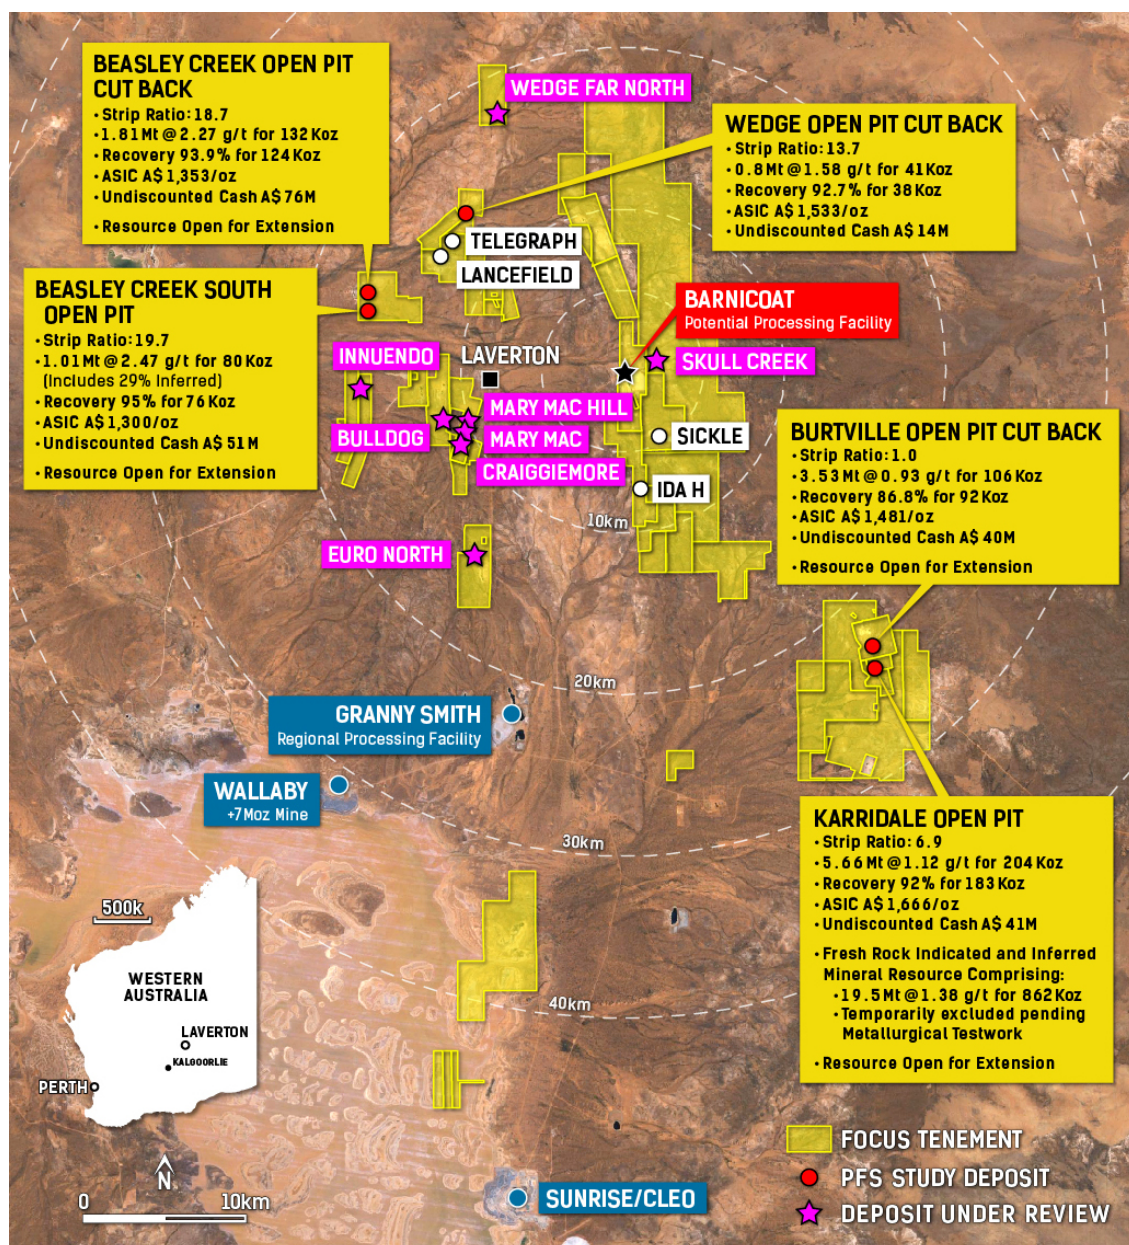 BEASLEY CREEK OPEN PIT
CUT BACK
• Strip Ratio: 18.7
• 1.81 Mt @ 2.27 g/t for 132 Koz
• Recovery 93.9% for 124 Koz
• ASIC A$ 1,353/oz
• Undiscounted Cash A$ 76M
• Resource Open for Extension
WEDGE FAR NORTH
WEDGE OPEN PIT CUT BACK
• Strip Ratio: 13.7
• 0.8 Mt @ 1.58 g/t for 41 Koz
• Recovery 92.7% for 38 Koz
• ASIC A$ 1,533/oz
• Undiscounted Cash A$ 14M
TELEGRAPH
LANCEFIELD
BEASLEY CREEK SOUTH
OPEN PIT
• Strip Ratio: 19.7
• 1.01 Mt @ 2.47 g/t for 80 Koz
(Includes 29% Inferred)
• Recovery 95% for 76 Koz
• ASIC A$ 1,300/oz
• Undiscounted Cash A$ 51M
• Resource Open for Extension
BARNICOAT
Potential Processing Facility
INNUENDO
LAVERTON
SKULL CREEK
MARY MAC HILL
BULLDOG
MARY MAC
SICKLE
CRAIGGIEMORE
IDA H
10km
BURTVILLE OPEN PIT CUT BACK
• Strip Ratio: 1.0
• 3.53 Mt @ 0.93 g/t for 106 Koz
• Recovery 86.8% for 92 Koz
• ASIC A$ 1,481/oz
• Undiscounted Cash A$ 40M
• Resource Open for Extension
EURO NORTH
20km
GRANNY SMITH
Regional Processing Facility
WALLABY
+7Moz Mine
30km
KARRIDALE OPEN PIT
• Strip Ratio: 6.9
• 5.66 Mt @ 1.12 g/t for 204 Koz
• Recovery 92% for 183 Koz
• ASIC A$ 1,666/oz
• Undiscounted Cash A$ 41M
• Fresh Rock Indicated and Inferred
Mineral Resource Comprising:
• 19.5 Mt @ 1.38 g/t for 862 Koz
• Temporarily excluded pending
Metallurgical Testwork
• Resource Open for Extension
40km
500k
WESTERN
AUSTRALIA
LAVERTON
KALGOORLIE
PERTH
N
0 10km
SUNRISE/CLEO
FOCUS TENEMENT
PFS STUDY DEPOSIT
DEPOSIT UNDER REVIEW